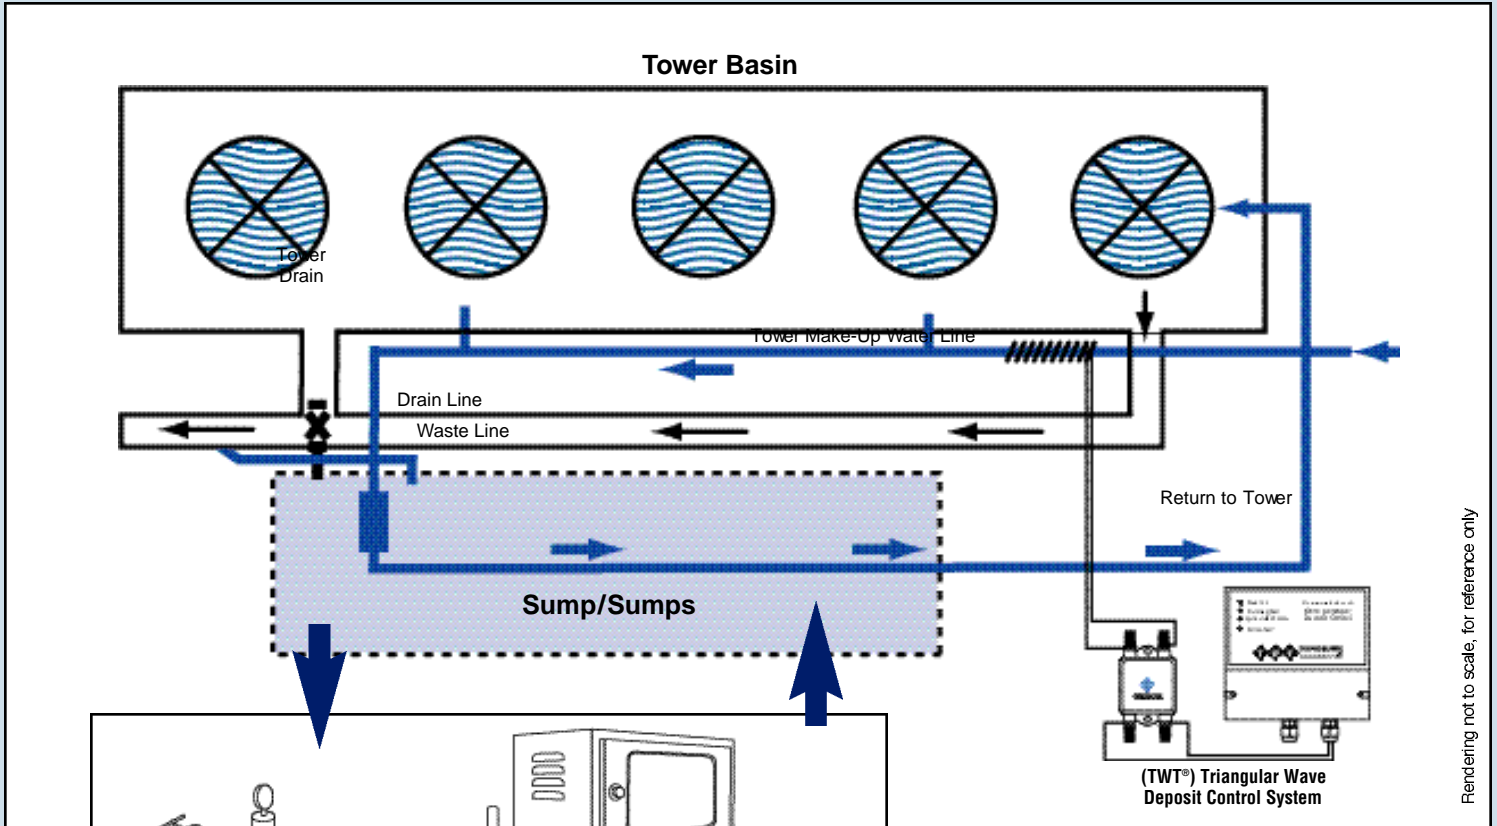 Tower Basin
Tower
Drain
Tower Make-Up Water Line
Drain Line
Waste Line
Return to Tower
Sump/Sumps
(TWT®) Triangular Wave
Deposit Control System
Rendering not to scale, for reference only